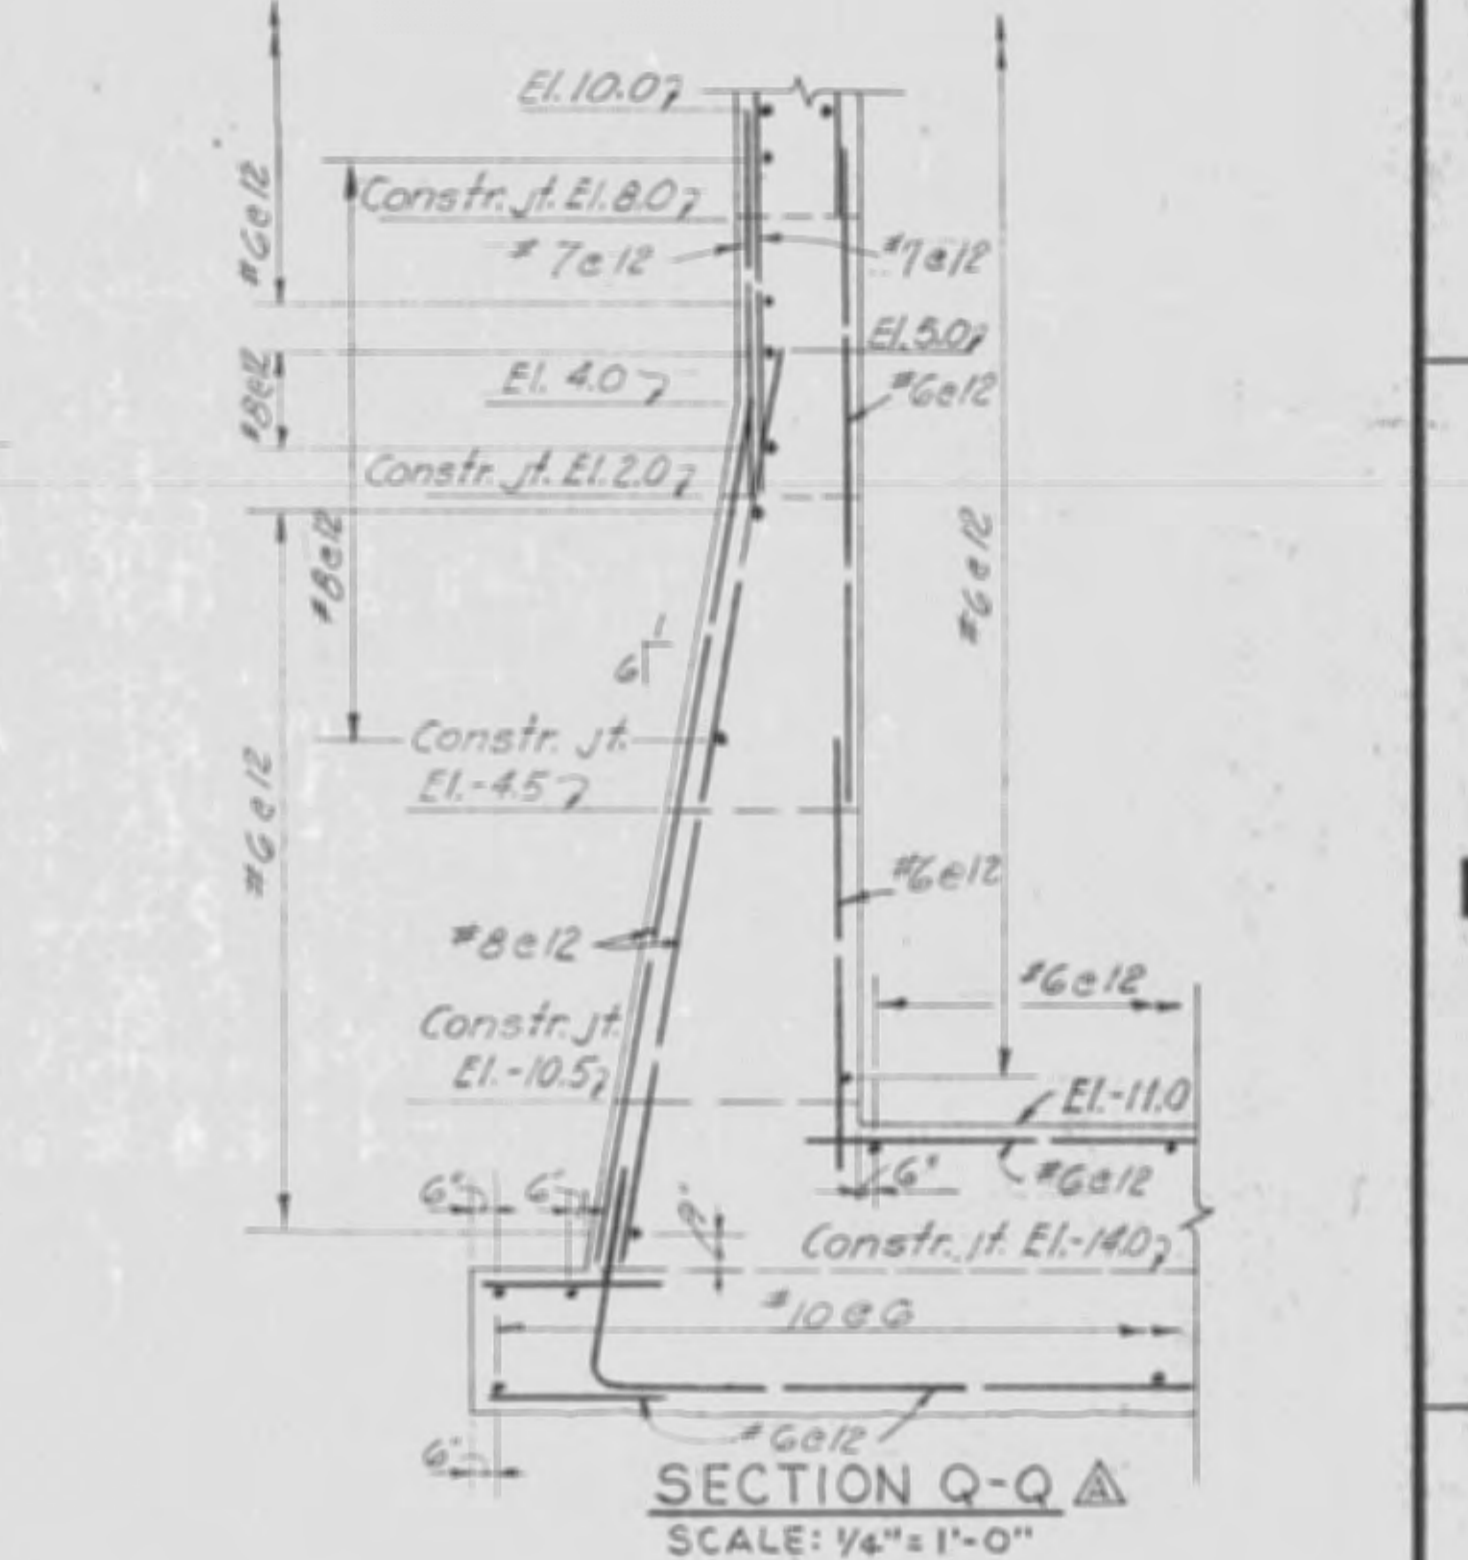 El. 10.0
#6@12
Constr. jt. El. 8.0
#7@12
#7@12
El. 5.0
#8@12
El. 4.0
#6@12
Constr. jt. El. 2.0
#8@12
#6@12
1
6
Constr. jt.
El.-4.5
#6@12
#6@12
#8@12
#6@12
Constr. jt.
El.-10.5
El.-11.0
6"
6"
9"
6"
#6@12
Constr. jt. El.-14.0
#10@6
#6@12
6"
SECTION Q-Q A
SCALE: 1/4" = 1'-0"